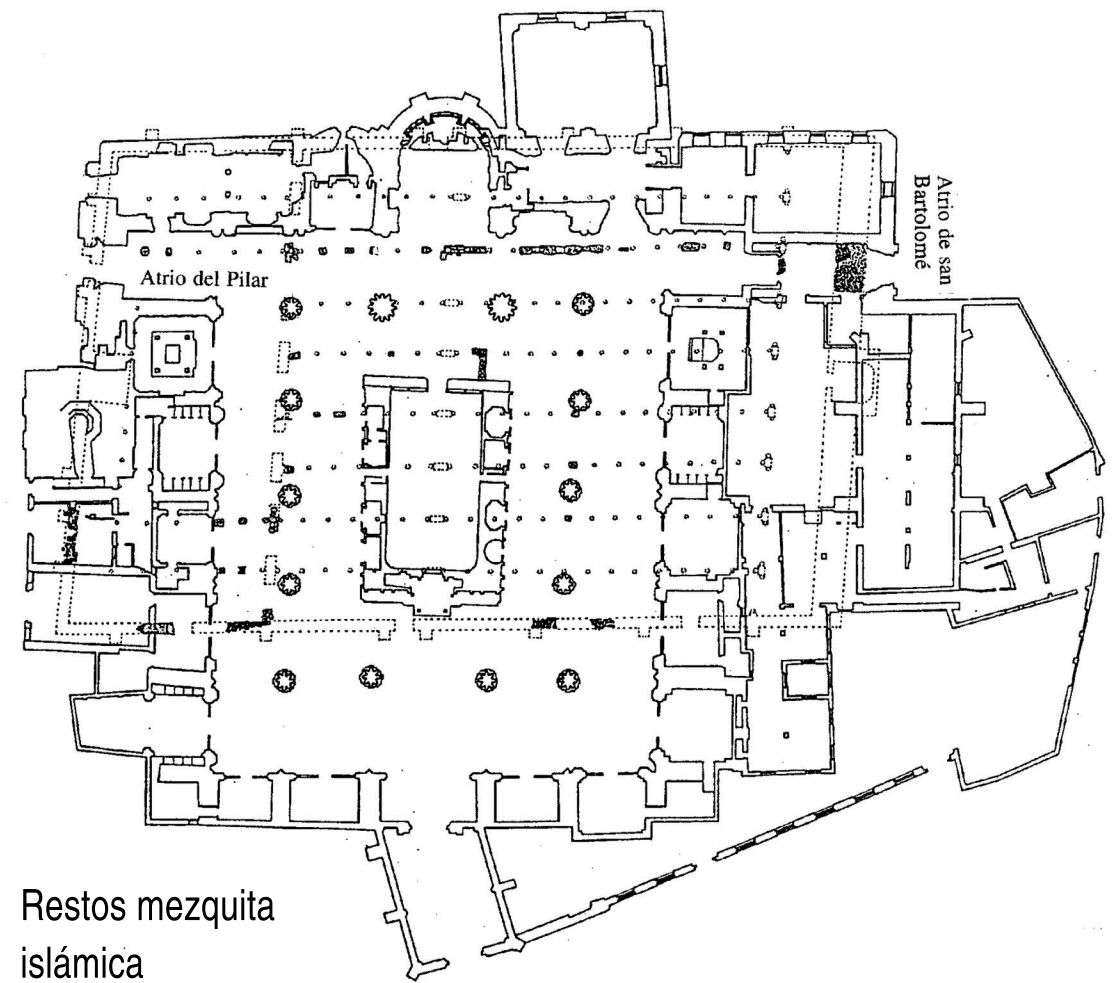 Atrio de san
Bartolomé
Atrio del Pilar
Restos mezquita
islámica